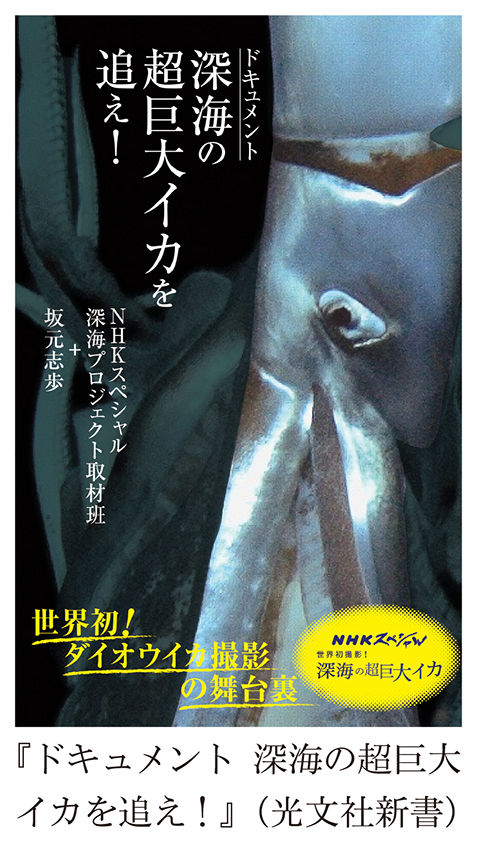 ドキュメント
深海の
超巨大イカを
追え！
NHKスペシャル
深海プロジェクト取材班
+
坂元志歩
世界初！
ダイオウイカ撮影
の舞台裏
NHKスペシャル
世界初撮影！
深海の超巨大イカ
『ドキュメント 深海の超巨大
イカを追え！』（光文社新書）